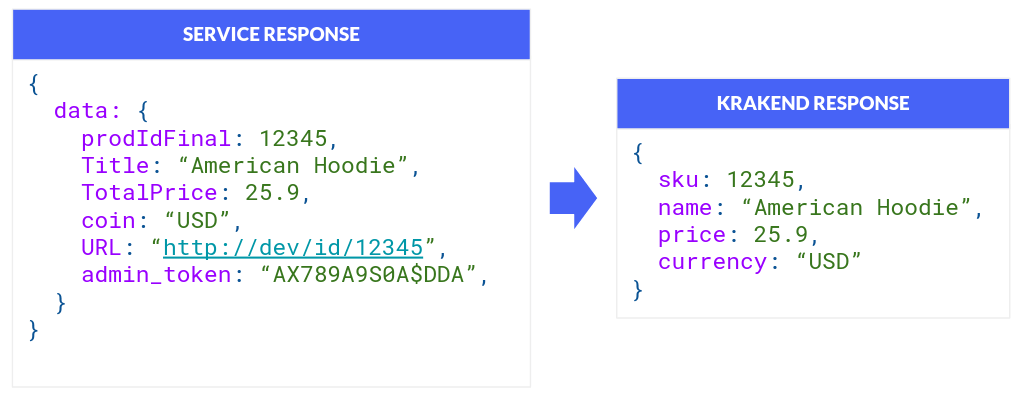 SERVICE RESPONSE
{
data: {
prodIdFinal: 12345,
Title: “American Hoodie”,
TotalPrice: 25.9,
coin: “USD”,
URL: “http://dev/id/12345”,
admin_token: “AX789A9S0A$DDA”,
}
}
KRAKEND RESPONSE
{
sku: 12345,
name: “American Hoodie”,
price: 25.9,
currency: “USD”
}